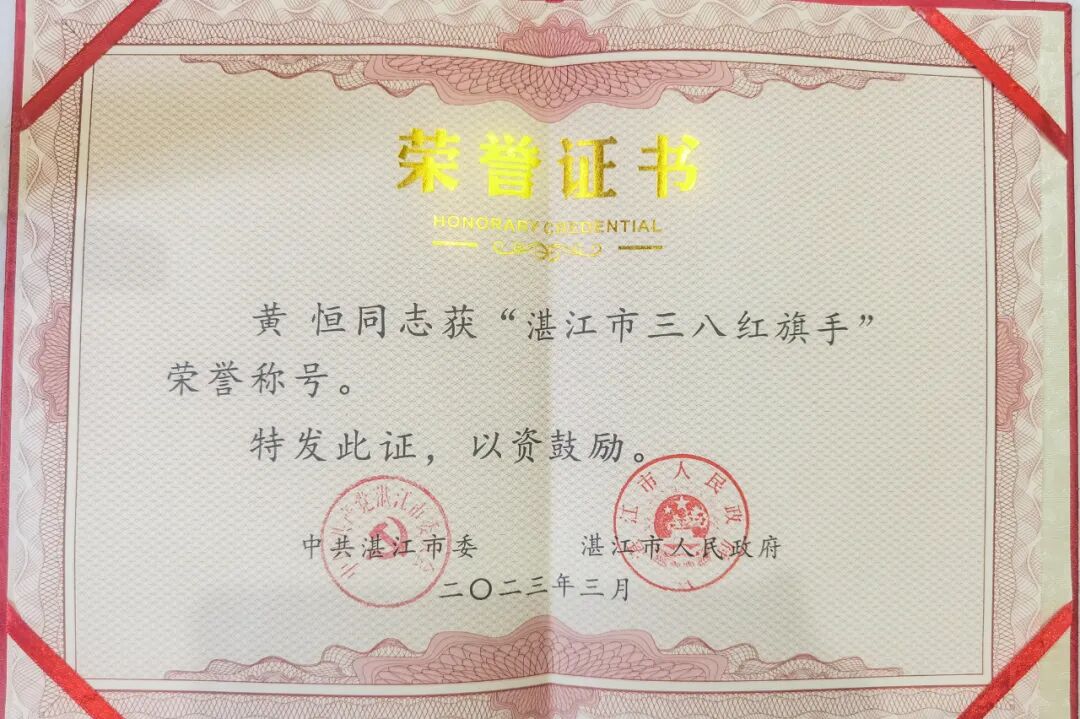 荣誉证书
HONORARY CREDENTIAL
黄 恒同志获“湛江市三八红旗手”
荣誉称号。
特发此证，以资鼓励。
中共湛江市委
湛江市人民政府
二〇二三年三月